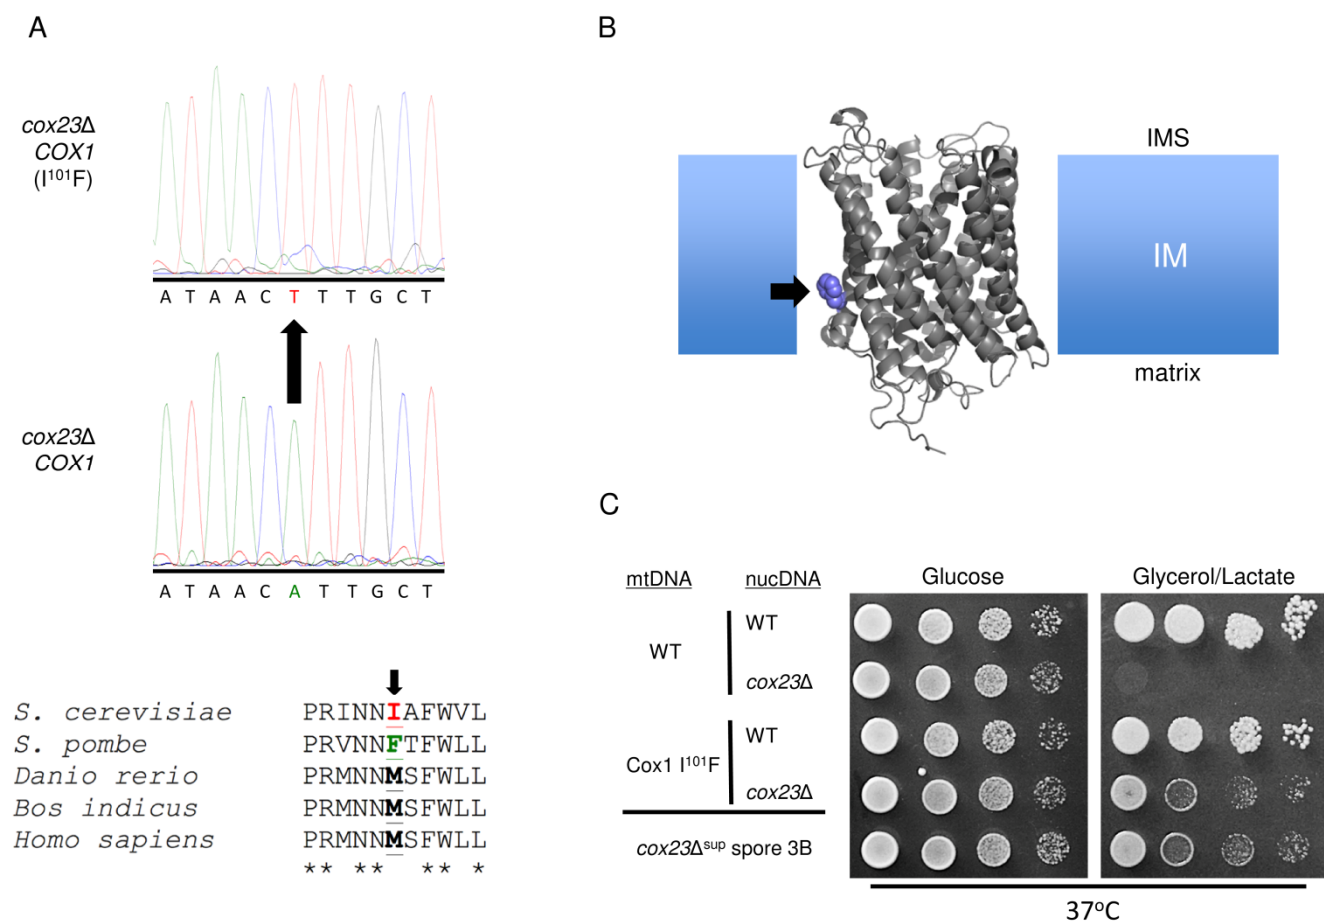 A
cox23Δ
COX1
(I¹⁰¹F)
A T A A C T T T G C T
cox23Δ
COX1
A T A A C A T T G C T
S. cerevisiae PRINNIAFWVL
S. pombe PRVNNFTFWLL
Danio rerio PRMNNMSFWLL
Bos indicus PRMNNMSFWLL
Homo sapiens PRMNNMSFWLL
** ** ** *
B
IMS
IM
matrix
C
mtDNA nucDNA Glucose Glycerol/Lactate
WT
WT
cox23Δ
WT
Cox1 I¹⁰¹F
cox23Δ
cox23Δˢᵘᵖ spore 3B
37ºC